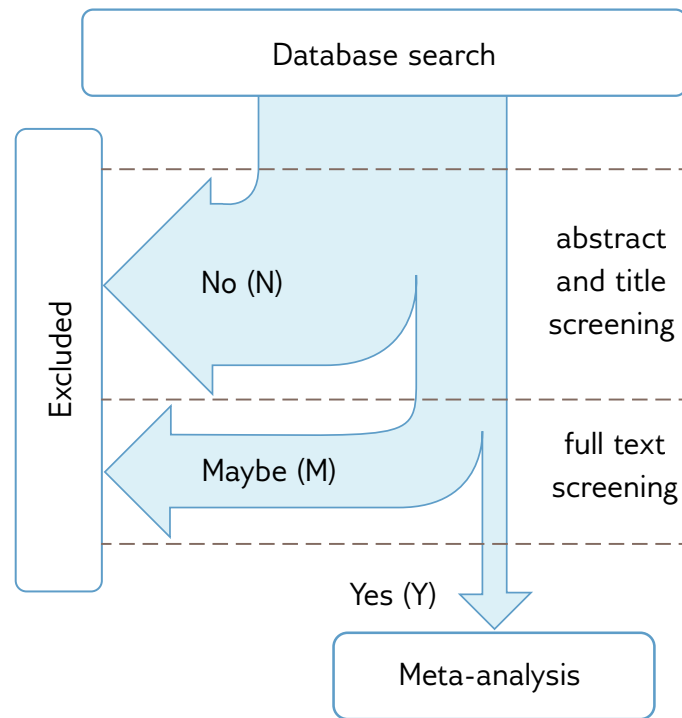 Database search
Excluded
No (N)
abstract
and title
screening
Maybe (M)
full text
screening
Yes (Y)
Meta-analysis